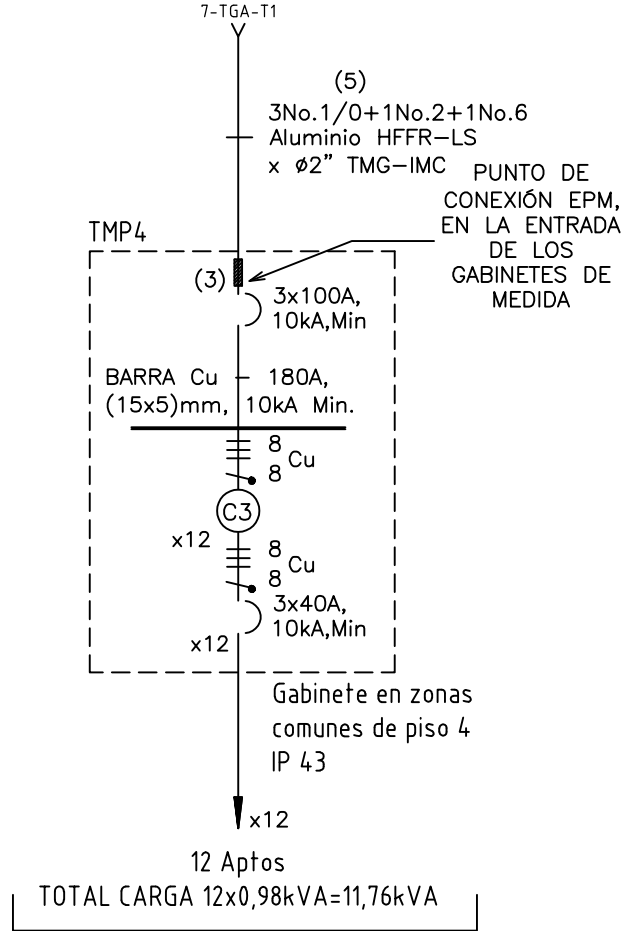 7-TGA-T1
(5)
3No.1/0+1No.2+1No.6
Aluminio HFFR-LS
x ø2" TMG-IMC
PUNTO DE
CONEXIÓN EPM,
EN LA ENTRADA
DE LOS
GABINETES DE
MEDIDA
TMP4
(3)
3x100A,
10kA,Min
BARRA Cu 180A,
(15x5)mm, 10kA Min.
8
Cu
8
C3
x12
8
Cu
8
3x40A,
10kA,Min
x12
Gabinete en zonas
comunes de piso 4
IP 43
x12
12 Aptos
TOTAL CARGA 12x0,98kVA=11,76kVA